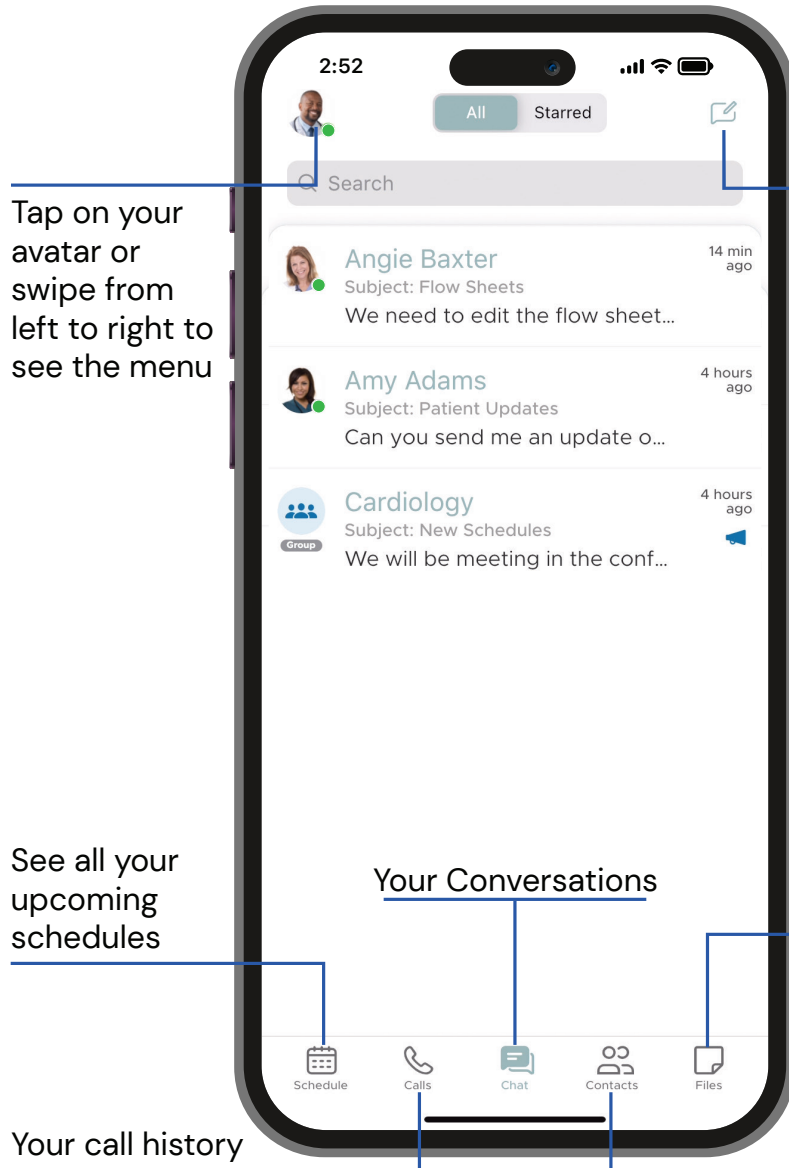 2:52
All
Starred
Search
Tap on your
avatar or
swipe from
left to right to
see the menu
Angie Baxter
14 min
ago
Subject: Flow Sheets
We need to edit the flow sheet...
Amy Adams
4 hours
ago
Subject: Patient Updates
Can you send me an update o...
Cardiology
4 hours
ago
Group
Subject: New Schedules
We will be meeting in the conf...
See all your
upcoming
schedules
Your Conversations
Schedule
Calls
Chat
Contacts
Files
Your call history